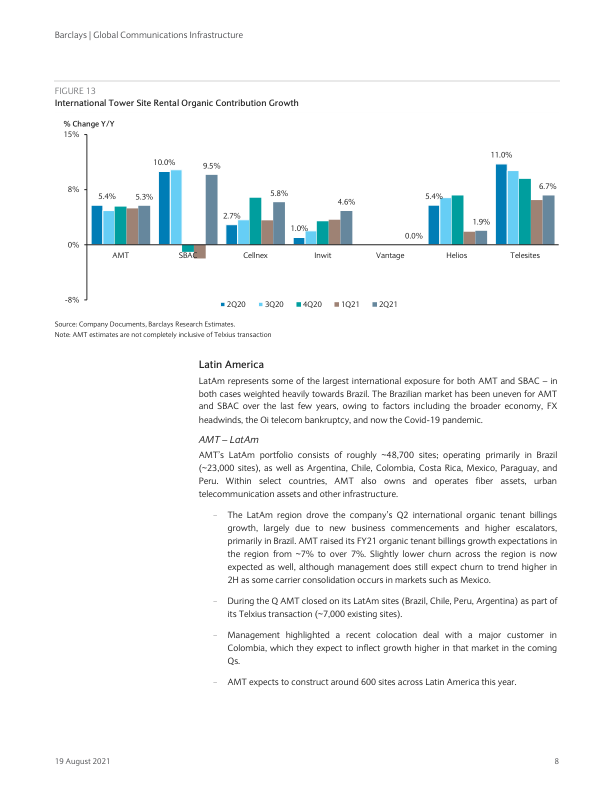 Barclays | Global Communications Infrastructure
FIGURE 13
International Tower Site Rental Organic Contribution Growth
% Change Y/Y
15%
8%
0%
-8%
5.4%
5.3%
10.0%
9.5%
2.7%
5.8%
1.0%
4.6%
0.0%
5.4%
1.9%
11.0%
6.7%
AMT
SBAC
Cellnex
Inwit
Vantage
Helios
Telesites
2Q20
3Q20
4Q20
1Q21
2Q21
Source: Company Documents, Barclays Research Estimates.
Note: AMT estimates are not completely inclusive of Telxius transaction
Latin America
LatAm represents some of the largest international exposure for both AMT and SBAC – in
both cases weighted heavily towards Brazil. The Brazilian market has been uneven for AMT
and SBAC over the last few years, owing to factors including the broader economy, FX
headwinds, the Oi telecom bankruptcy, and now the Covid-19 pandemic.
AMT – LatAm
AMT's LatAm portfolio consists of roughly ~48,700 sites; operating primarily in Brazil
(~23,000 sites), as well as Argentina, Chile, Colombia, Costa Rica, Mexico, Paraguay, and
Peru. Within select countries, AMT also owns and operates fiber assets, urban
telecommunication assets and other infrastructure.
– The LatAm region drove the company's Q2 international organic tenant billings
growth, largely due to new business commencements and higher escalators,
primarily in Brazil. AMT raised its FY21 organic tenant billings growth expectations in
the region from ~7% to over 7%. Slightly lower churn across the region is now
expected as well, although management does still expect churn to trend higher in
2H as some carrier consolidation occurs in markets such as Mexico.
– During the Q AMT closed on its LatAm sites (Brazil, Chile, Peru, Argentina) as part of
its Telxius transaction (~7,000 existing sites).
– Management highlighted a recent colocation deal with a major customer in
Colombia, which they expect to inflect growth higher in that market in the coming
Qs.
– AMT expects to construct around 600 sites across Latin America this year.
19 August 2021
8